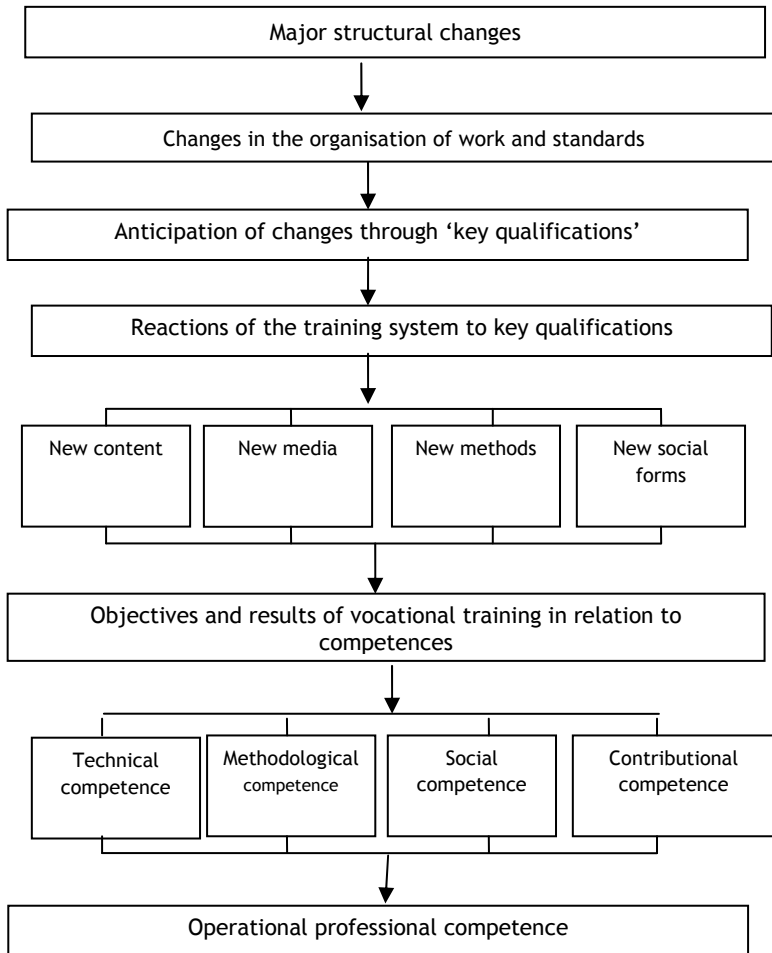 Major structural changes
Changes in the organisation of work and standards
Anticipation of changes through ‘key qualifications’
Reactions of the training system to key qualifications
New content
New media
New methods
New social
forms
Objectives and results of vocational training in relation to
competences
Technical
competence
Methodological
competence
Social
competence
Contributional
competence
Operational professional competence